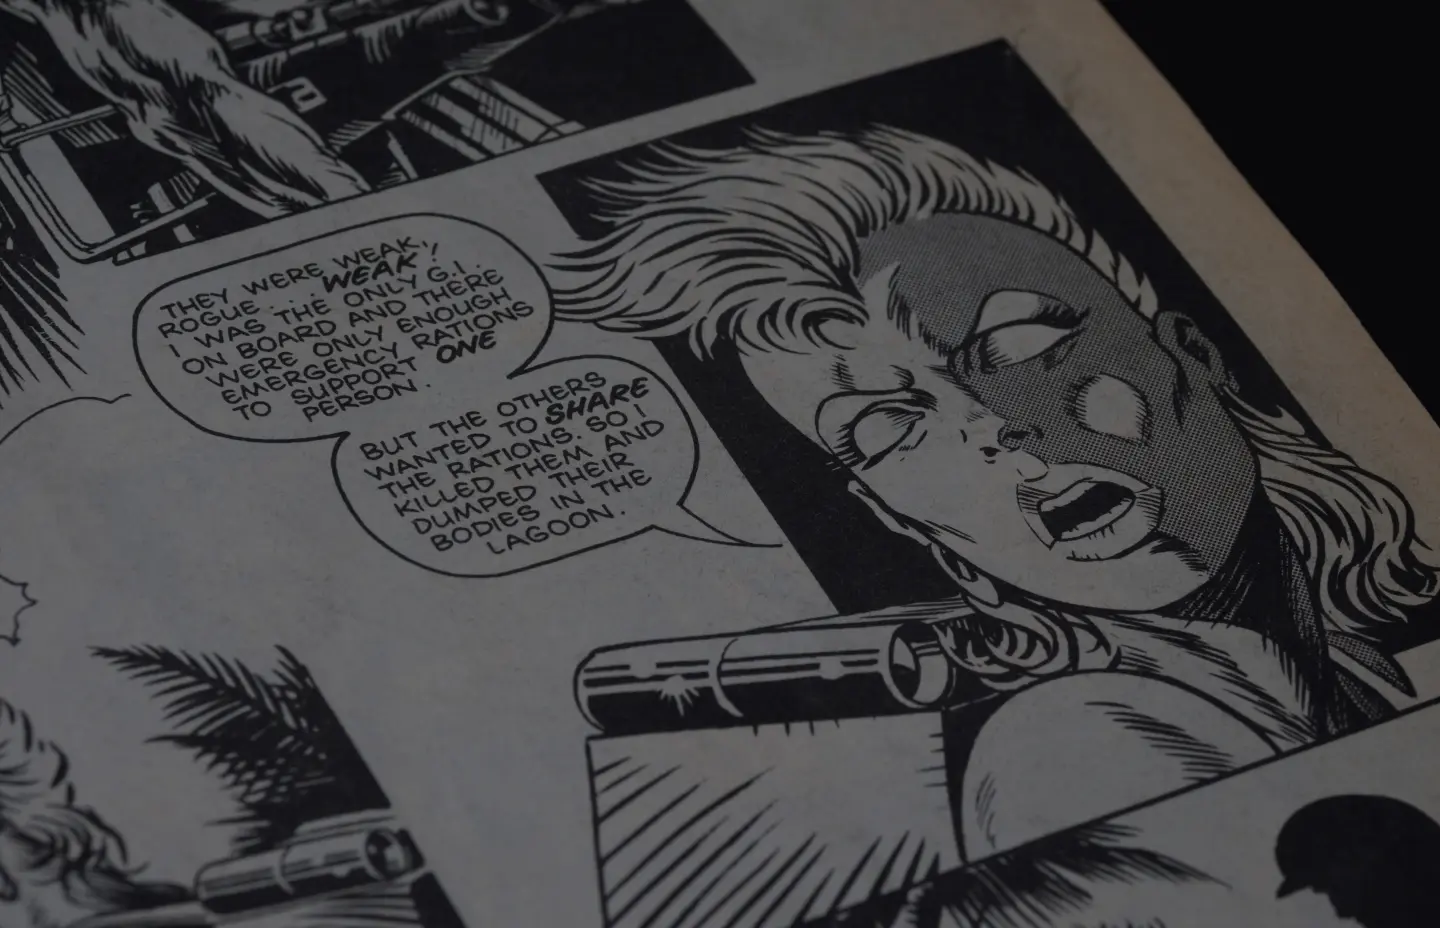 THEY WERE WEAK,
ROGUE... WEAK!
I WAS THE ONLY G.I.
ON BOARD AND THERE
WERE ONLY ENOUGH
EMERGENCY RATIONS
TO SUPPORT ONE
PERSON.
BUT THE OTHERS
WANTED TO SHARE
THE RATIONS. SO I
KILLED THEM AND
DUMPED THEIR
BODIES IN THE
LAGOON.